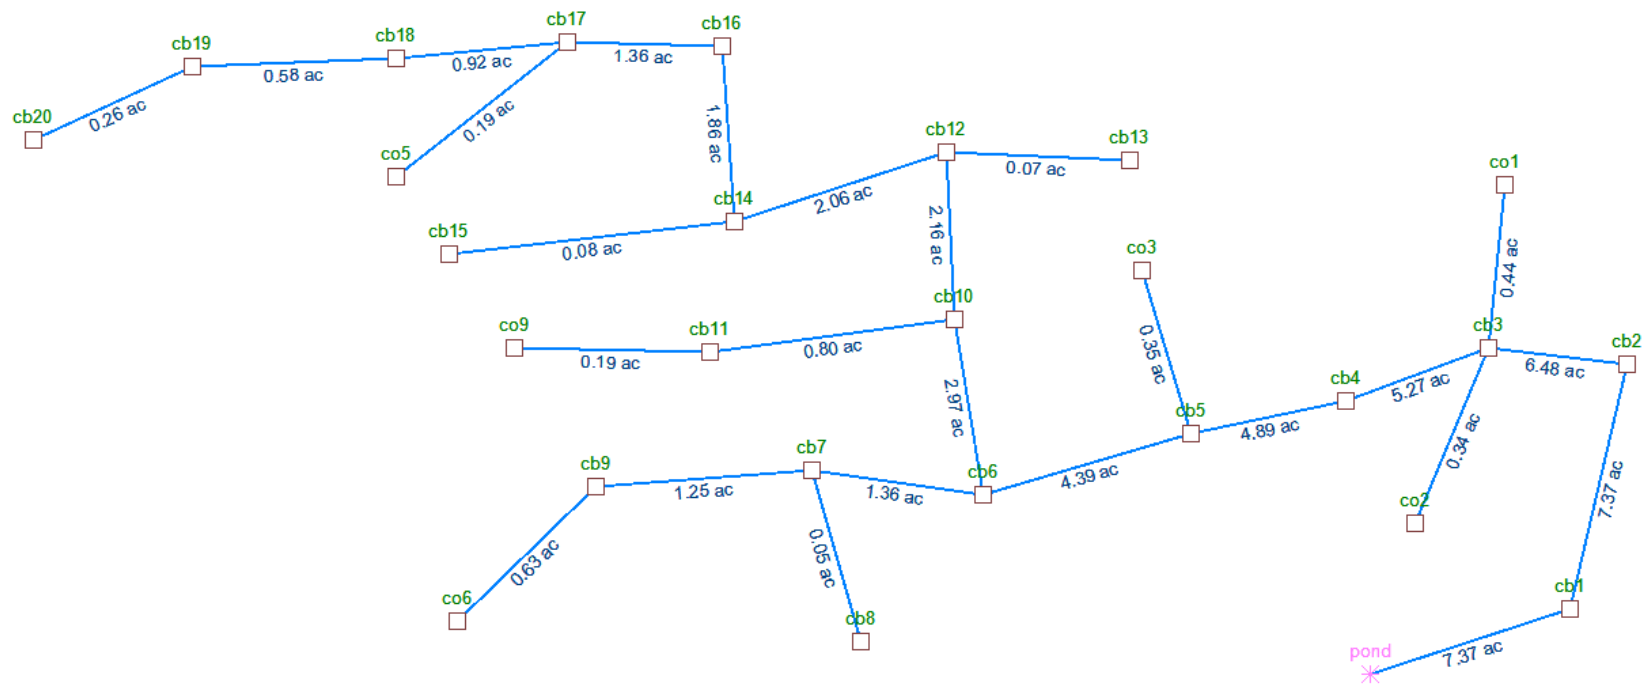 cb17
cb16
cb18
cb19
0.58 ac
0.92 ac
1.36 ac
cb20
0.26 ac
0.19 ac
1.86 ac
co5
cb12
cb13
0.07 ac
co1
cb14
2.06 ac
cb15
0.08 ac
2.16 ac
co3
0.44 ac
cb10
co9
cb11
0.80 ac
0.19 ac
0.35 ac
cb3
cb2
6.48 ac
cb4
5.27 ac
2.97 ac
cb5
4.89 ac
0.34 ac
cb9
cb7
cb6
1.25 ac
1.36 ac
4.39 ac
co2
7.37 ac
0.63 ac
0.05 ac
co6
cb8
cb1
pond
7.37 ac